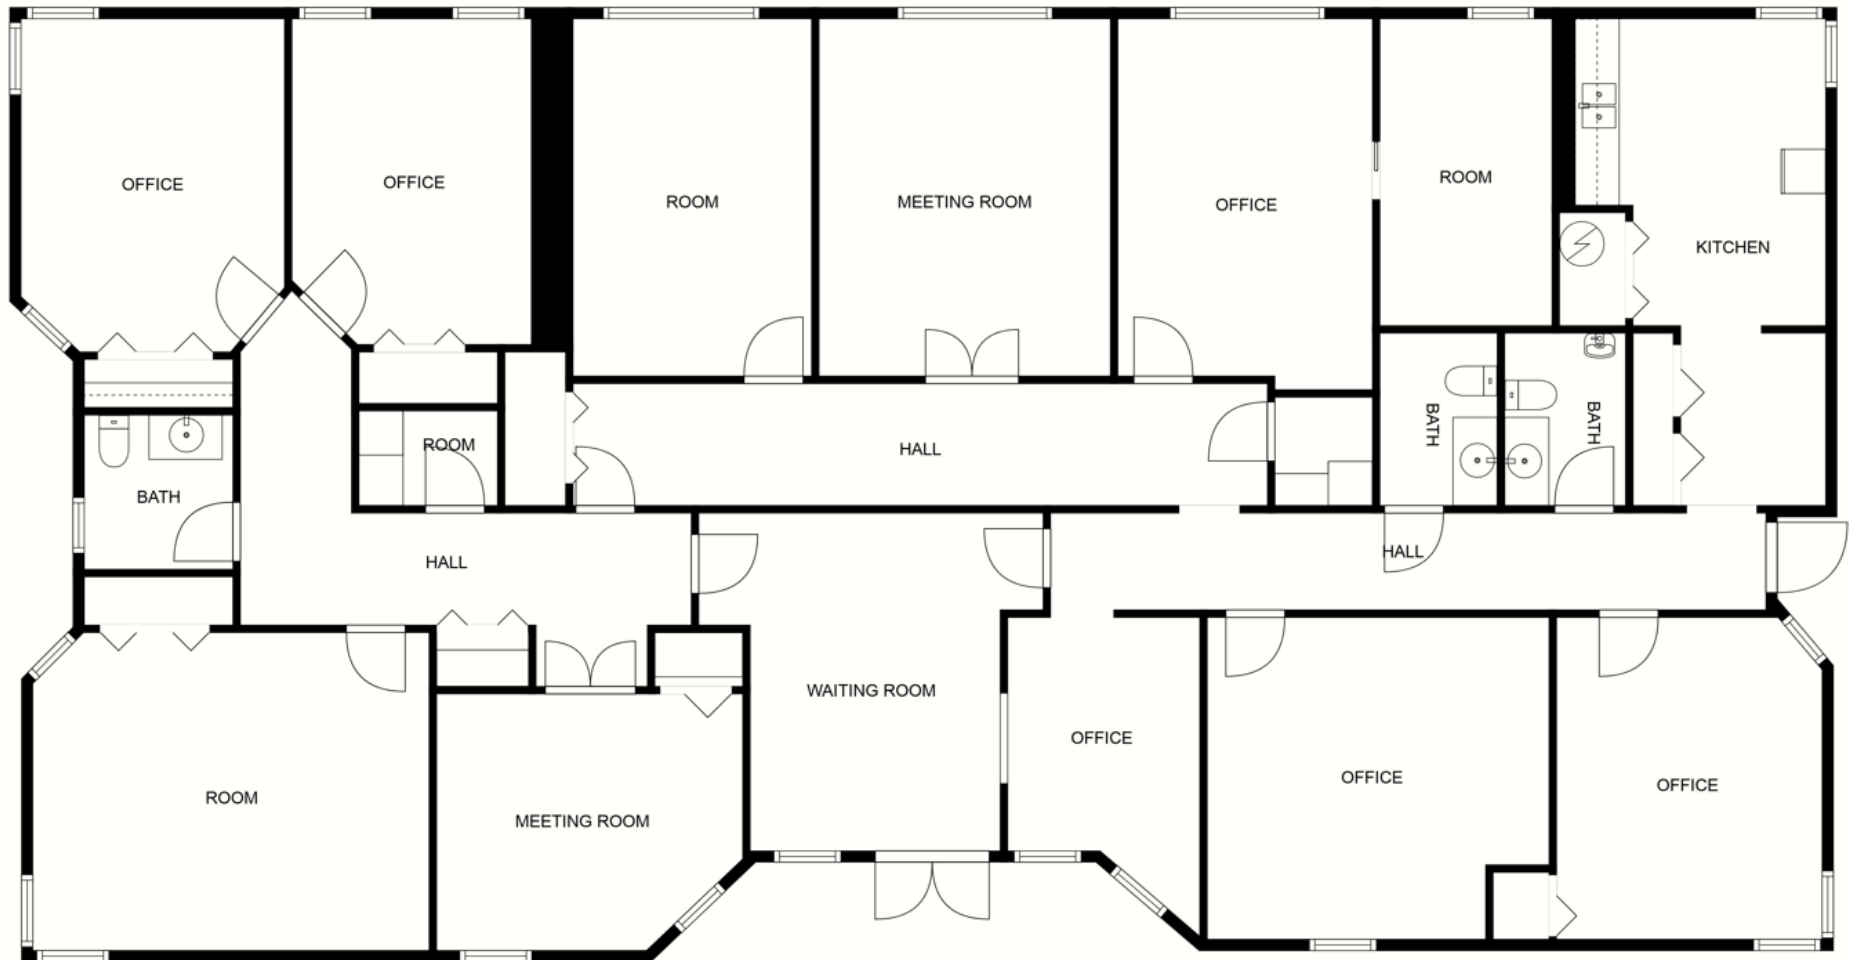 OFFICE
OFFICE
ROOM
MEETING ROOM
OFFICE
ROOM
KITCHEN
ROOM
HALL
BATH
BATH
BATH
HALL
HALL
WAITING ROOM
OFFICE
ROOM
MEETING ROOM
OFFICE
OFFICE